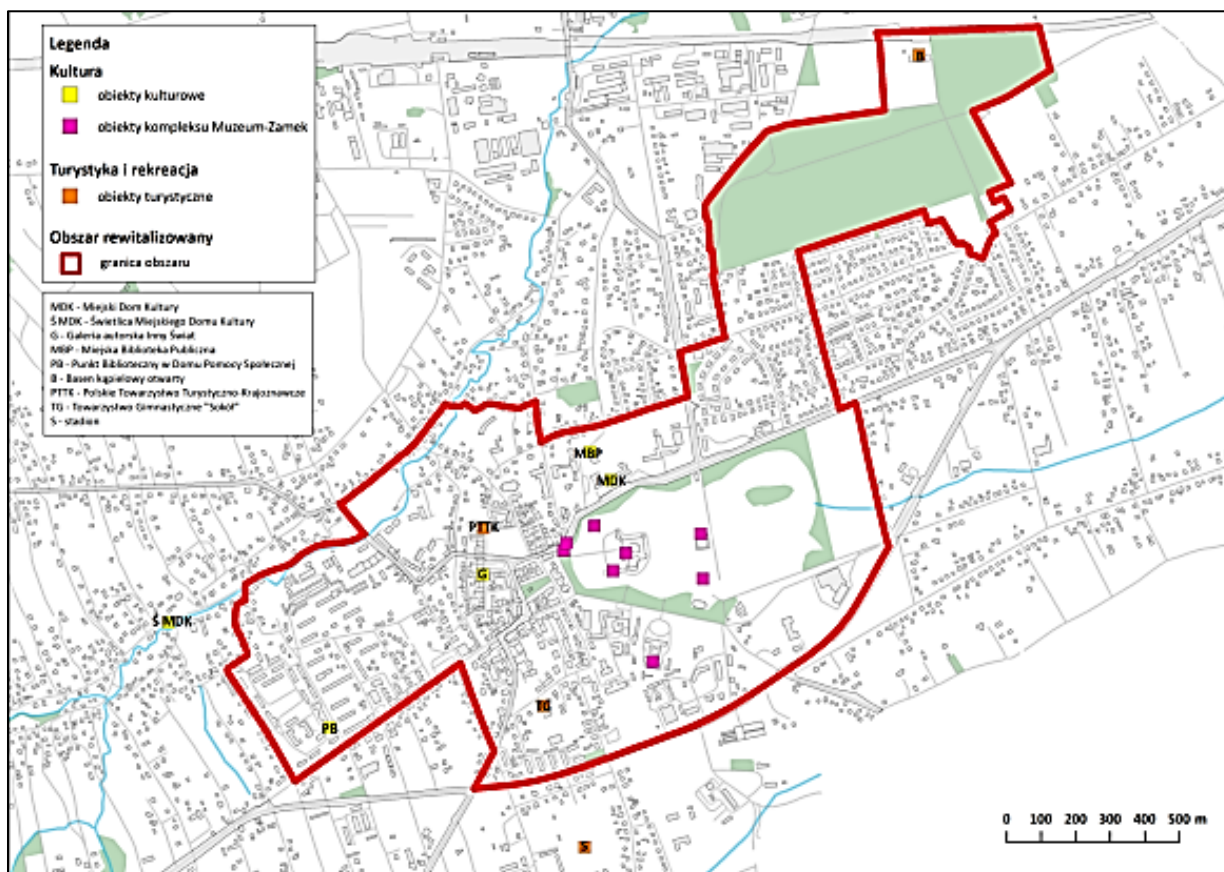 Legenda
Kultura
obiekty kulturowe
obiekty kompleksu Muzeum-Zamek
Turystyka i rekreacja
obiekty turystyczne
Obszar rewitalizowany
granica obszaru
MDK - Miejski Dom Kultury
Ś MDK - Świetlica Miejskiego Domu Kultury
G - Galeria autorska Inny Świat
MBP - Miejska Biblioteka Publiczna
PB - Punkt Biblioteczny w Domu Pomocy Społecznej
B - Basen kąpielowy otwarty
PTTK - Polskie Towarzystwo Turystyczno-Krajoznawcze
TG - Towarzystwo Gimnastyczne "Sokół"
S - stadion
B
MBP
MDK
PTTK
G
Ś MDK
PB
TG
S
0 100 200 300 400 500 m